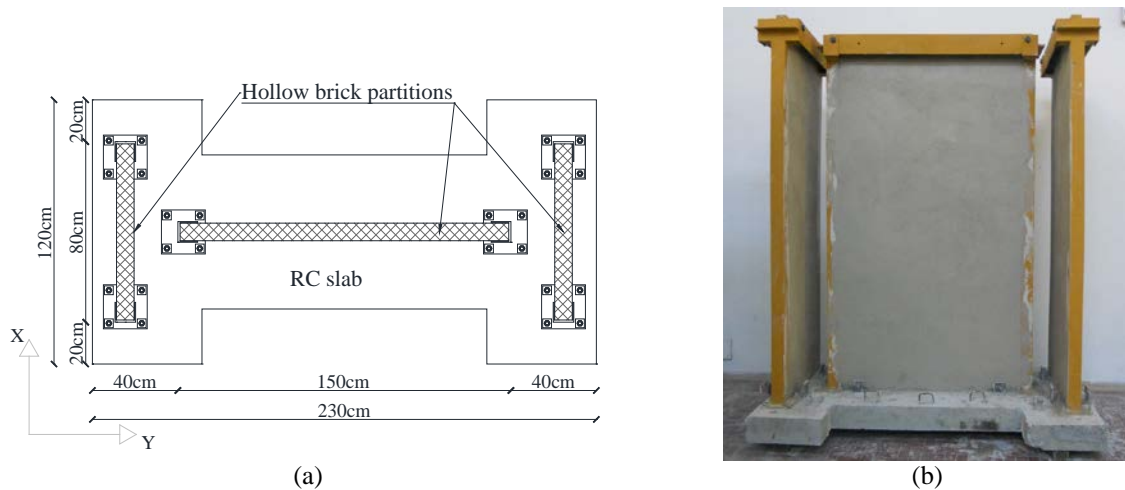 Hollow brick partitions
20cm
120cm
80cm
RC slab
20cm
X
40cm
150cm
40cm
230cm
Y
(a)
(b)